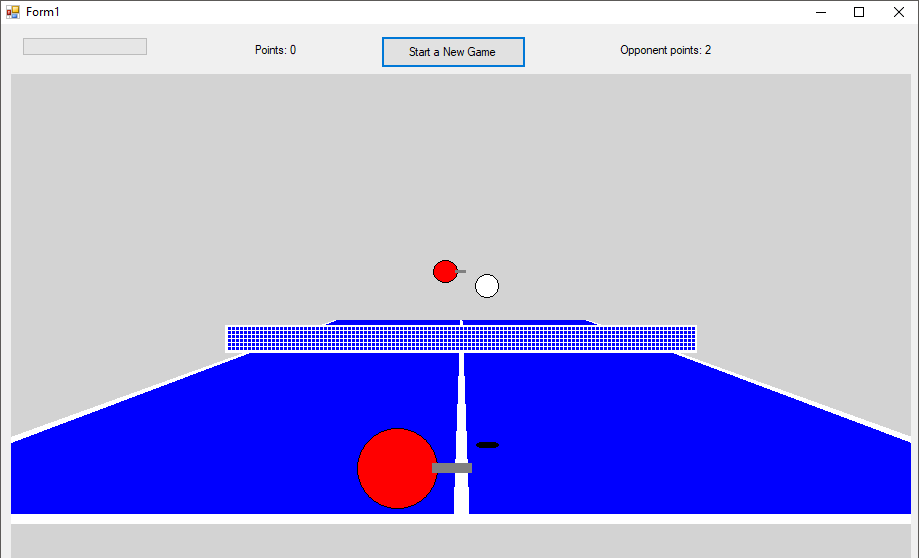 Form1
Points: 0
Start a New Game
Opponent points: 2